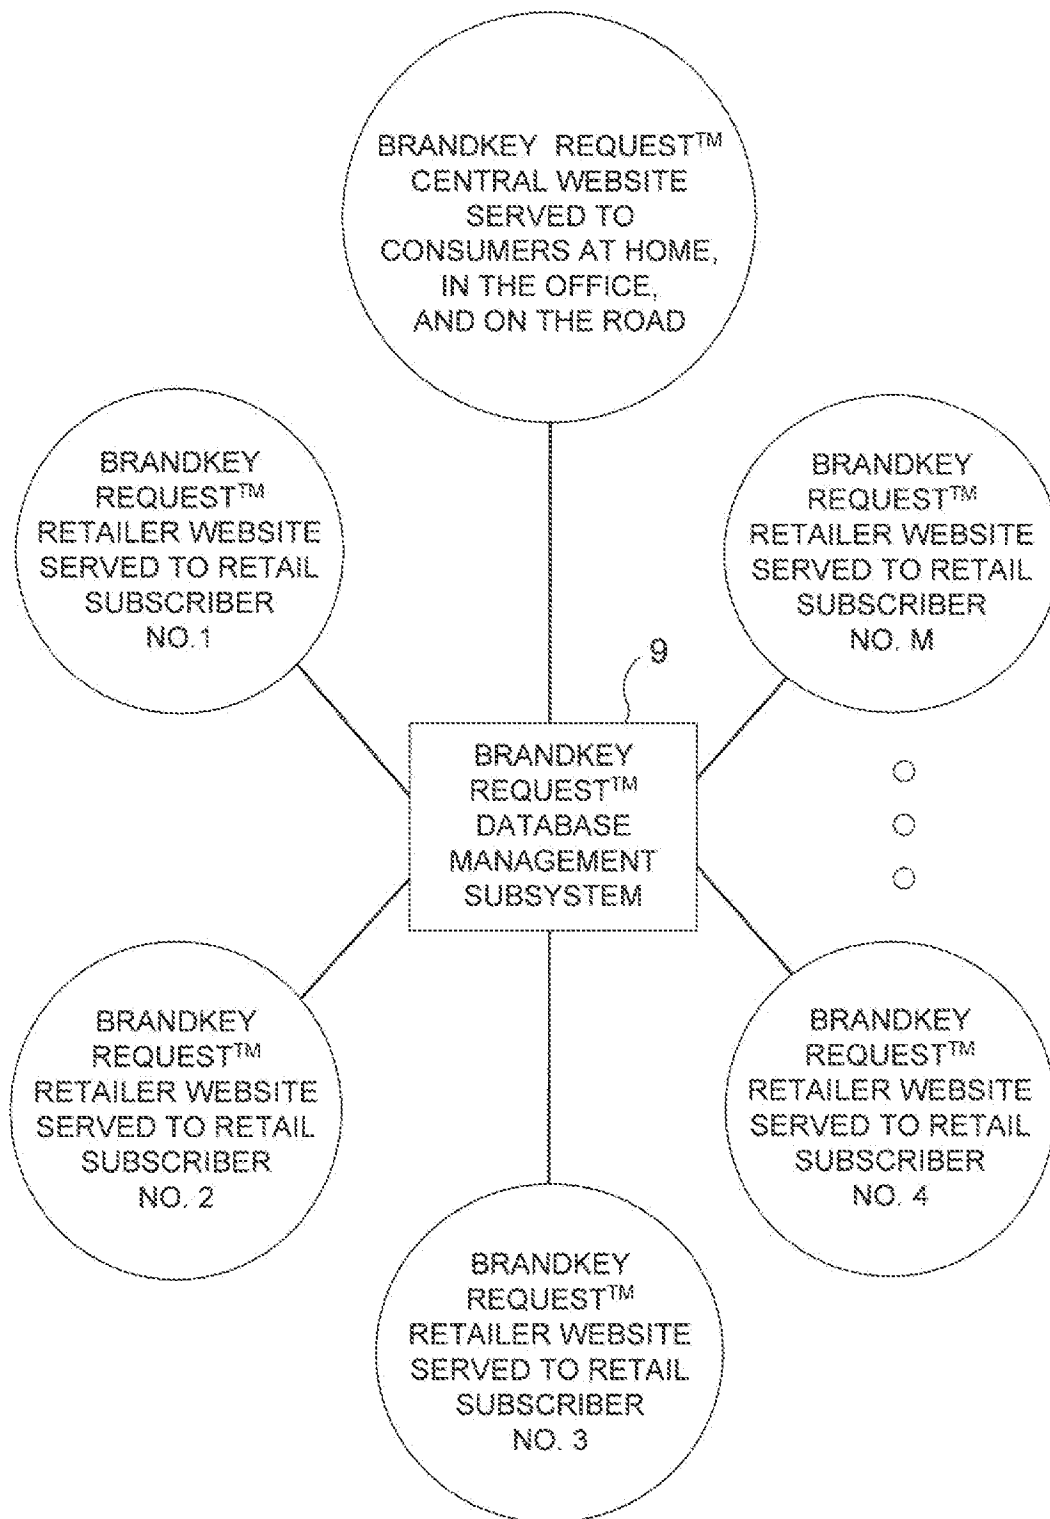 BRANDKEY REQUEST™
CENTRAL WEBSITE
SERVED TO
CONSUMERS AT HOME,
IN THE OFFICE,
AND ON THE ROAD
BRANDKEY
REQUEST™
RETAILER WEBSITE
SERVED TO RETAIL
SUBSCRIBER
NO.1
BRANDKEY
REQUEST™
RETAILER WEBSITE
SERVED TO RETAIL
SUBSCRIBER
NO. M
9
BRANDKEY
REQUEST™
DATABASE
MANAGEMENT
SUBSYSTEM
BRANDKEY
REQUEST™
RETAILER WEBSITE
SERVED TO RETAIL
SUBSCRIBER
NO. 2
BRANDKEY
REQUEST™
RETAILER WEBSITE
SERVED TO RETAIL
SUBSCRIBER
NO. 4
BRANDKEY
REQUEST™
RETAILER WEBSITE
SERVED TO RETAIL
SUBSCRIBER
NO. 3